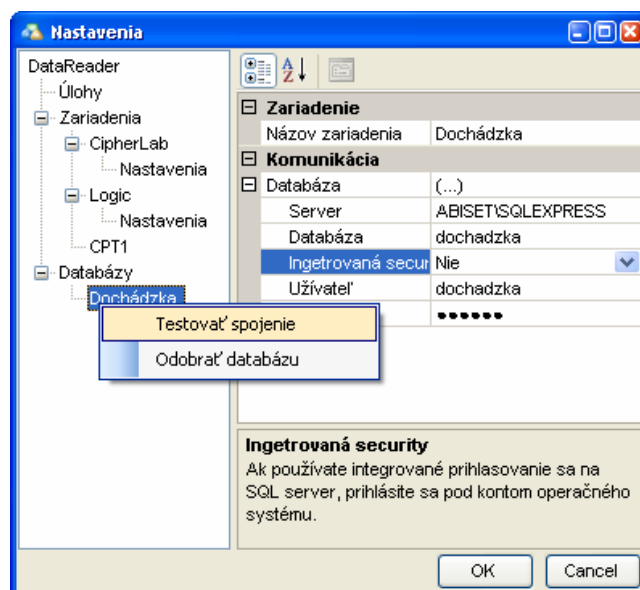 Nastavenia
DataReader
Úlohy
Zariadenia
CipherLab
Nastavenia
Logic
Nastavenia
CPT1
Databázy
Dochádzka
Testovať spojenie
Odobrať databázu
Zariadenie
Názov zariadenia Dochádzka
Komunikácia
Databáza (...)
Server ABISET\SQLEXPRESS
Databáza dochadzka
Ingetrovaná secur Nie
Užívateľ dochadzka
●●●●●●
Ingetrovaná security
Ak používate integrované prihlasovanie sa na
SQL server, prihlásite sa pod kontom operačného
systému.
OK Cancel